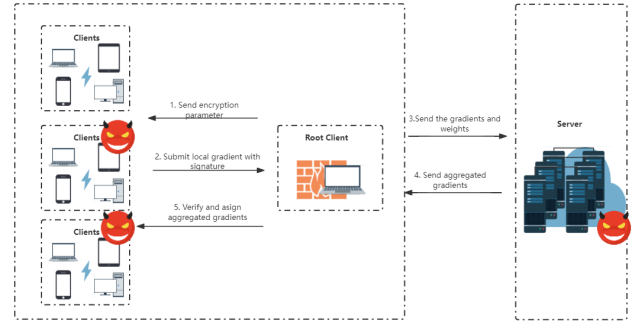 Clients
1. Send encryption
parameter
Clients
2. Submit local gradient with
signature
5. Verify and asign
aggregated gradients
Clients
Root Client
3.Send the gradients and
weights
4. Send aggregated
gradients
Server